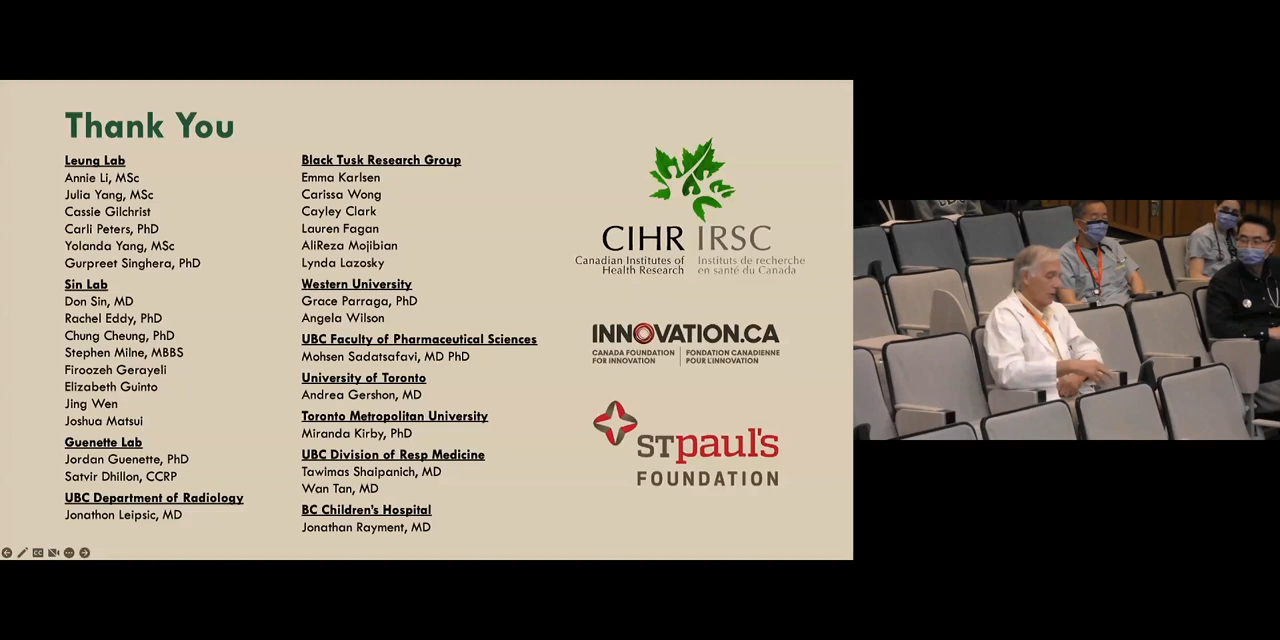 Thank You
Leung Lab
Annie Li, MSc
Julia Yang, MSc
Cassie Gilchrist
Carli Peters, PhD
Yolanda Yang, MSc
Gurpreet Singhera, PhD
Sin Lab
Don Sin, MD
Rachel Eddy, PhD
Chung Cheung, PhD
Stephen Milne, MBBS
Firoozeh Gerayeli
Elizabeth Guinto
Jing Wen
Joshua Matsui
Guenette Lab
Jordan Guenette, PhD
Satvir Dhillon, CCRP
UBC Department of Radiology
Jonathon Leipsic, MD
Black Tusk Research Group
Emma Karlsen
Carissa Wong
Cayley Clark
Lauren Fagan
AliReza Mojibian
Lynda Lazosky
Western University
Grace Parraga, PhD
Angela Wilson
UBC Faculty of Pharmaceutical Sciences
Mohsen Sadatsafavi, MD PhD
University of Toronto
Andrea Gershon, MD
Toronto Metropolitan University
Miranda Kirby, PhD
UBC Division of Resp Medicine
Tawimas Shaipanich, MD
Wan Tan, MD
BC Children's Hospital
Jonathan Rayment, MD
CIHR IRSC
Canadian Institutes of Instituts de recherche
Health Research en santé du Canada
INNOVATION.CA
CANADA FOUNDATION FONDATION CANADIENNE
FOR INNOVATION POUR L'INNOVATION
STpaul's
FOUNDATION